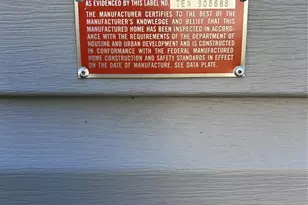 AS EVIDENCED BY THIS LABEL NO. TEN 903588
THE MANUFACTURER CERTIFIES TO THE BEST OF THE
MANUFACTURER'S KNOWLEDGE AND BELIEF THAT THIS
MANUFACTURED HOME HAS BEEN INSPECTED IN ACCORD-
ANCE WITH THE REQUIREMENTS OF THE DEPARTMENT OF
HOUSING AND URBAN DEVELOPMENT AND IS CONSTRUCTED
IN CONFORMANCE WITH THE FEDERAL MANUFACTURED
HOME CONSTRUCTION AND SAFETY STANDARDS IN EFFECT
ON THE DATE OF MANUFACTURE. SEE DATA PLATE.